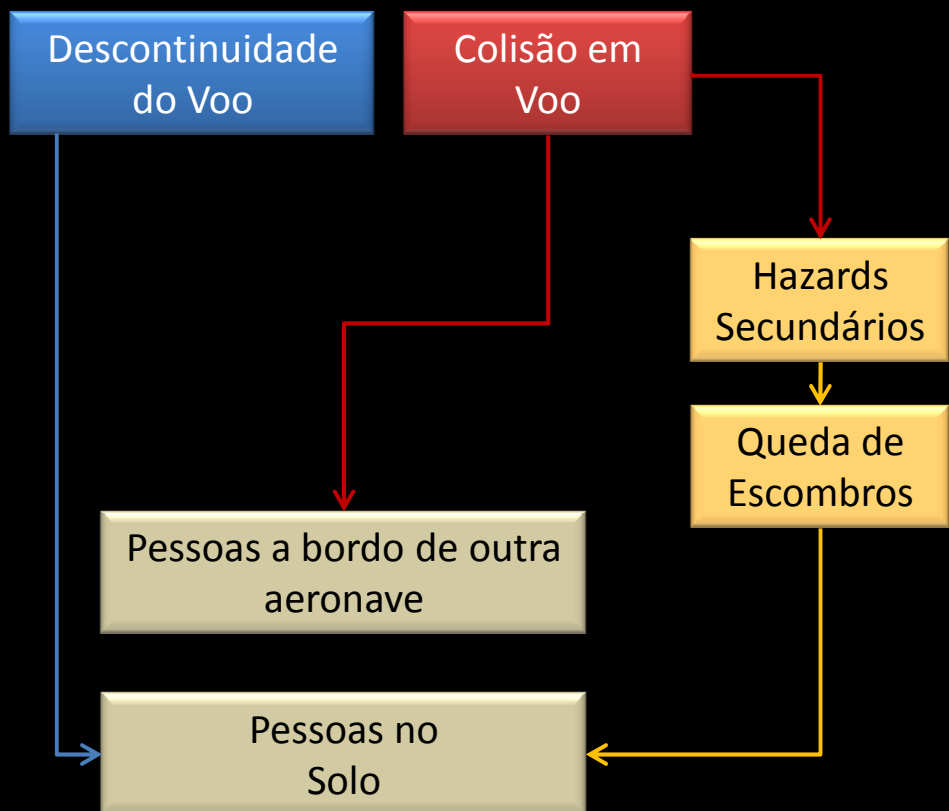 Descontinuidade
do Voo
Colisão em
Voo
Hazards
Secundários
Queda de
Escombros
Pessoas a bordo de outra
aeronave
Pessoas no
Solo